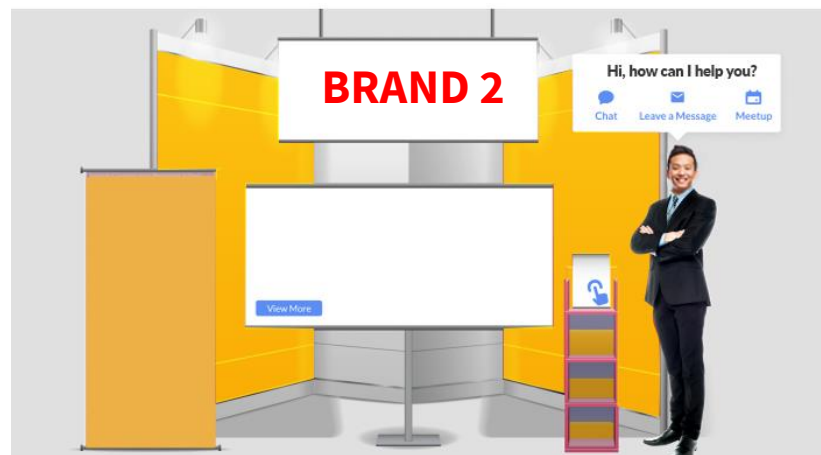 BRAND 2
Hi, how can I help you?
Chat Leave a Message Meetup
View More